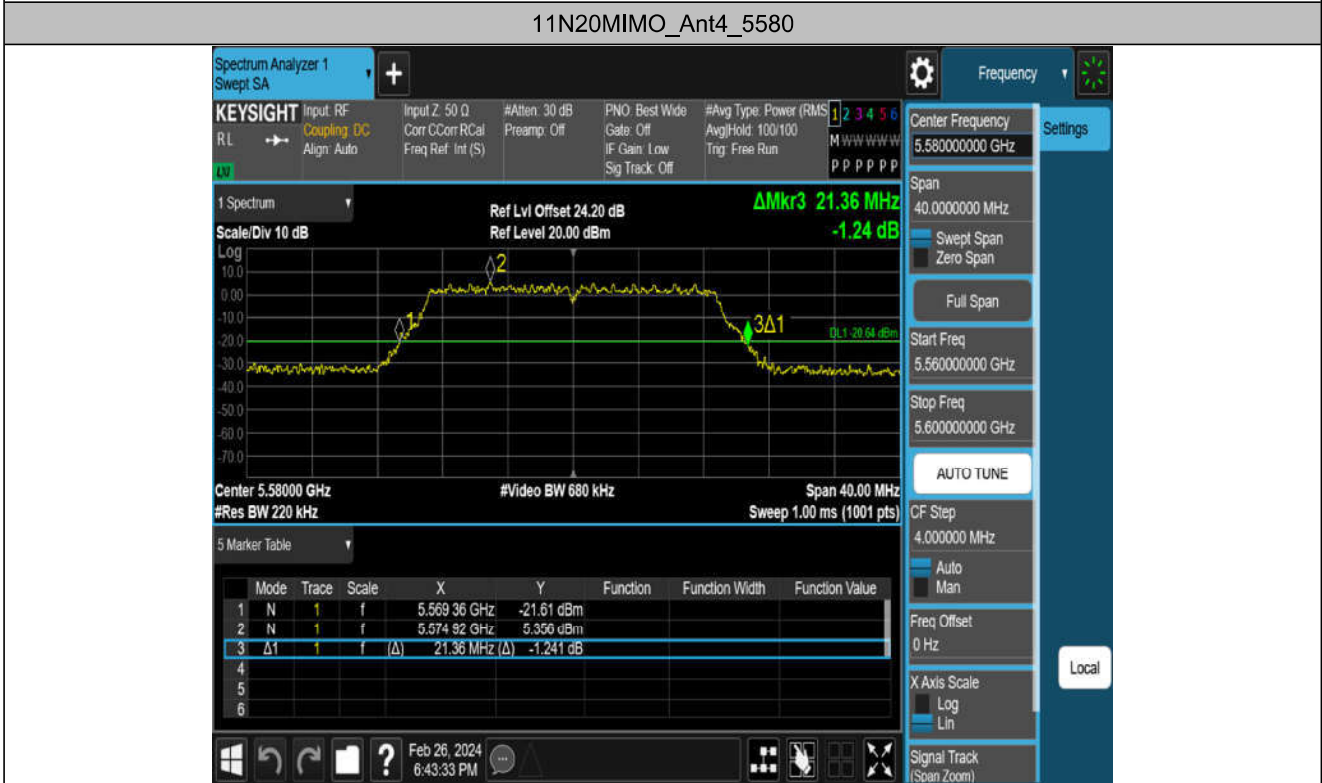 11N20MIMO_Ant4_5580
Spectrum Analyzer 1
Swept SA
Frequency
KEYSIGHT
RL
LXI
Input: RF
Coupling: DC
Align: Auto
Input Z: 50 Ω
Corr CCorr RCal
Freq Ref: Int (S)
#Atten: 30 dB
Preamp: Off
PNO: Best Wide
Gate: Off
IF Gain: Low
Sig Track: Off
#Avg Type: Power (RMS
Avg|Hold: 100/100
Trig: Free Run
1 2 3 4 5 6
M W W W W W
P P P P P P
1 Spectrum
Scale/Div 10 dB
Ref Lvl Offset 24.20 dB
Ref Level 20.00 dBm
ΔMkr3 21.36 MHz
-1.24 dB
Log
10.0
0.00
-10.0
-20.0
-30.0
-40.0
-50.0
-60.0
-70.0
2
1
3Δ1
DL1 -20.64 dBm
Center 5.58000 GHz
#Video BW 680 kHz
Span 40.00 MHz
#Res BW 220 kHz
Sweep 1.00 ms (1001 pts)
5 Marker Table
Mode Trace Scale X Y Function Function Width Function Value
1 N 1 f 5.569 36 GHz -21.61 dBm
2 N 1 f 5.574 92 GHz 5.356 dBm
3 Δ1 1 f (Δ) 21.36 MHz (Δ) -1.241 dB
4
5
6
Feb 26, 2024
6:43:33 PM
Center Frequency
5.580000000 GHz
Settings
Span
40.0000000 MHz
Swept Span
Zero Span
Full Span
Start Freq
5.560000000 GHz
Stop Freq
5.600000000 GHz
AUTO TUNE
CF Step
4.000000 MHz
Auto
Man
Freq Offset
0 Hz
X Axis Scale
Log
Lin
Local
Signal Track
(Span Zoom)